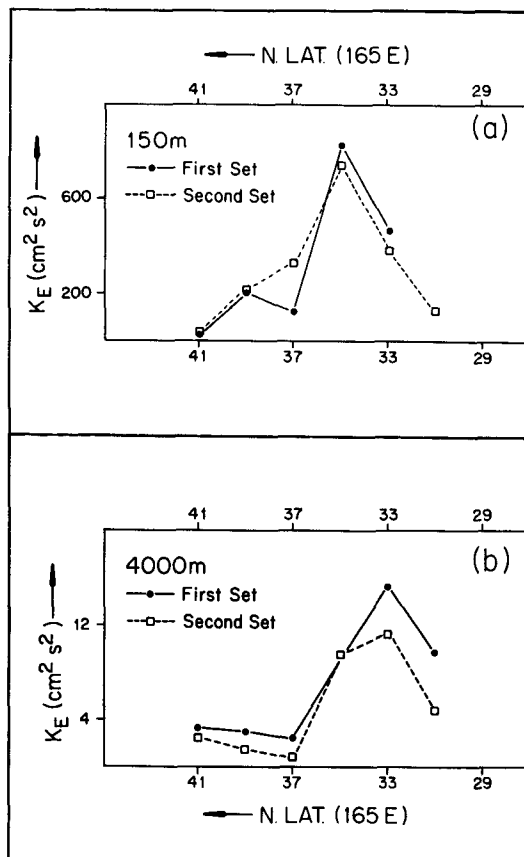 N. LAT. (165 E)
41 37 33 29
(a)
150m
First Set
Second Set
600
200
K_E (cm² s²)
41 37 33 29
41 37 33 29
(b)
4000m
First Set
Second Set
12
4
K_E (cm² s²)
41 37 33 29
N. LAT. (165 E)